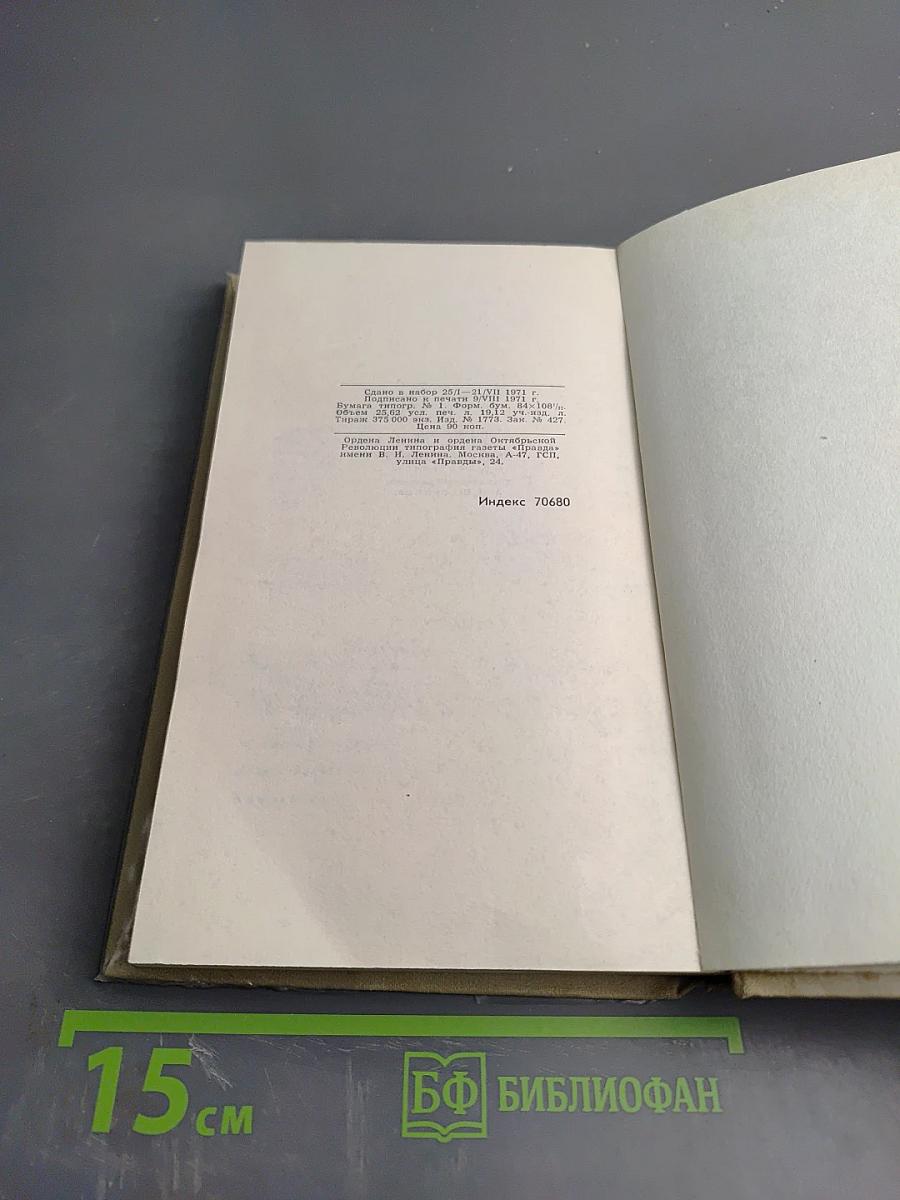 Сдано в набор 25/I—21/VII 1971 г.
Подписано к печати 9/VIII 1971 г.
Бумага типогр. № 1. Форм. бум. 84×108¹/₃₂.
Объем 25,62 усл. печ. л. 19,12 уч.-изд. л.
Тираж 375 000 экз. Изд. № 1773. Зак. № 427.
Цена 90 коп.
Ордена Ленина и ордена Октябрьской
Революции типография газеты «Правда»
имени В. И. Ленина. Москва, А-47, ГСП,
улица «Правды», 24.
Индекс 70680
15 см
БФ БИБЛИОФАН